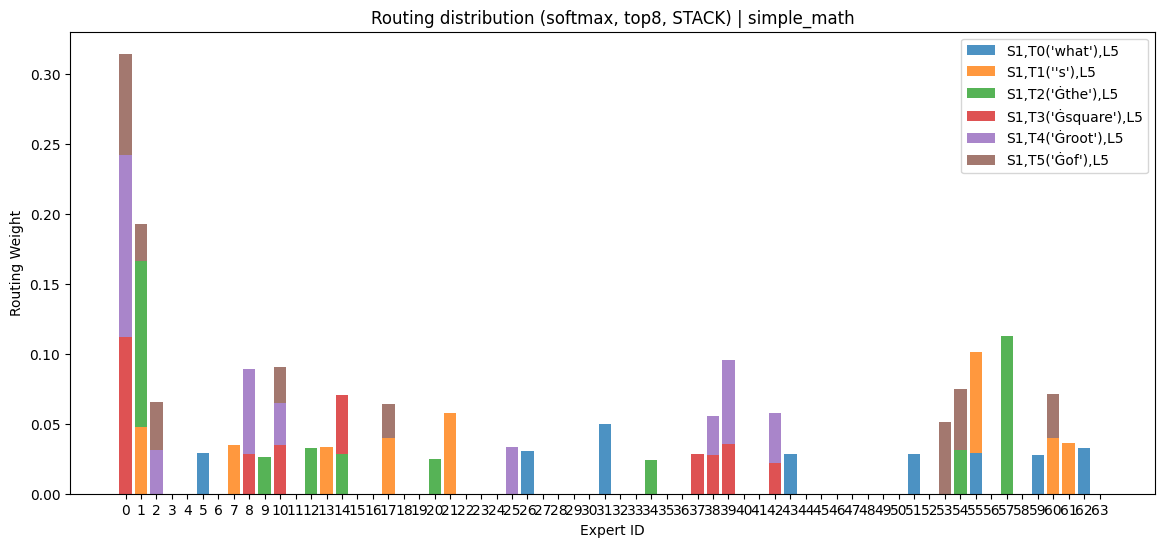 Routing distribution (softmax, top8, STACK) | simple_math
S1,T0('what'),L5
S1,T1(''s'),L5
S1,T2('Ġthe'),L5
S1,T3('Ġsquare'),L5
S1,T4('Ġroot'),L5
S1,T5('Ġof'),L5
Routing Weight
0.30
0.25
0.20
0.15
0.10
0.05
0.00
0 1 2 3 4 5 6 7 8 9 10 11 12 13 14 15 16 17 18 19 20 21 22 23 24 25 26 27 28 29 30 31 32 33 34 35 36 37 38 39 40 41 42 43 44 45 46 47 48 49 50 51 52 53 54 55 56 57 58 59 60 61 62 63
Expert ID